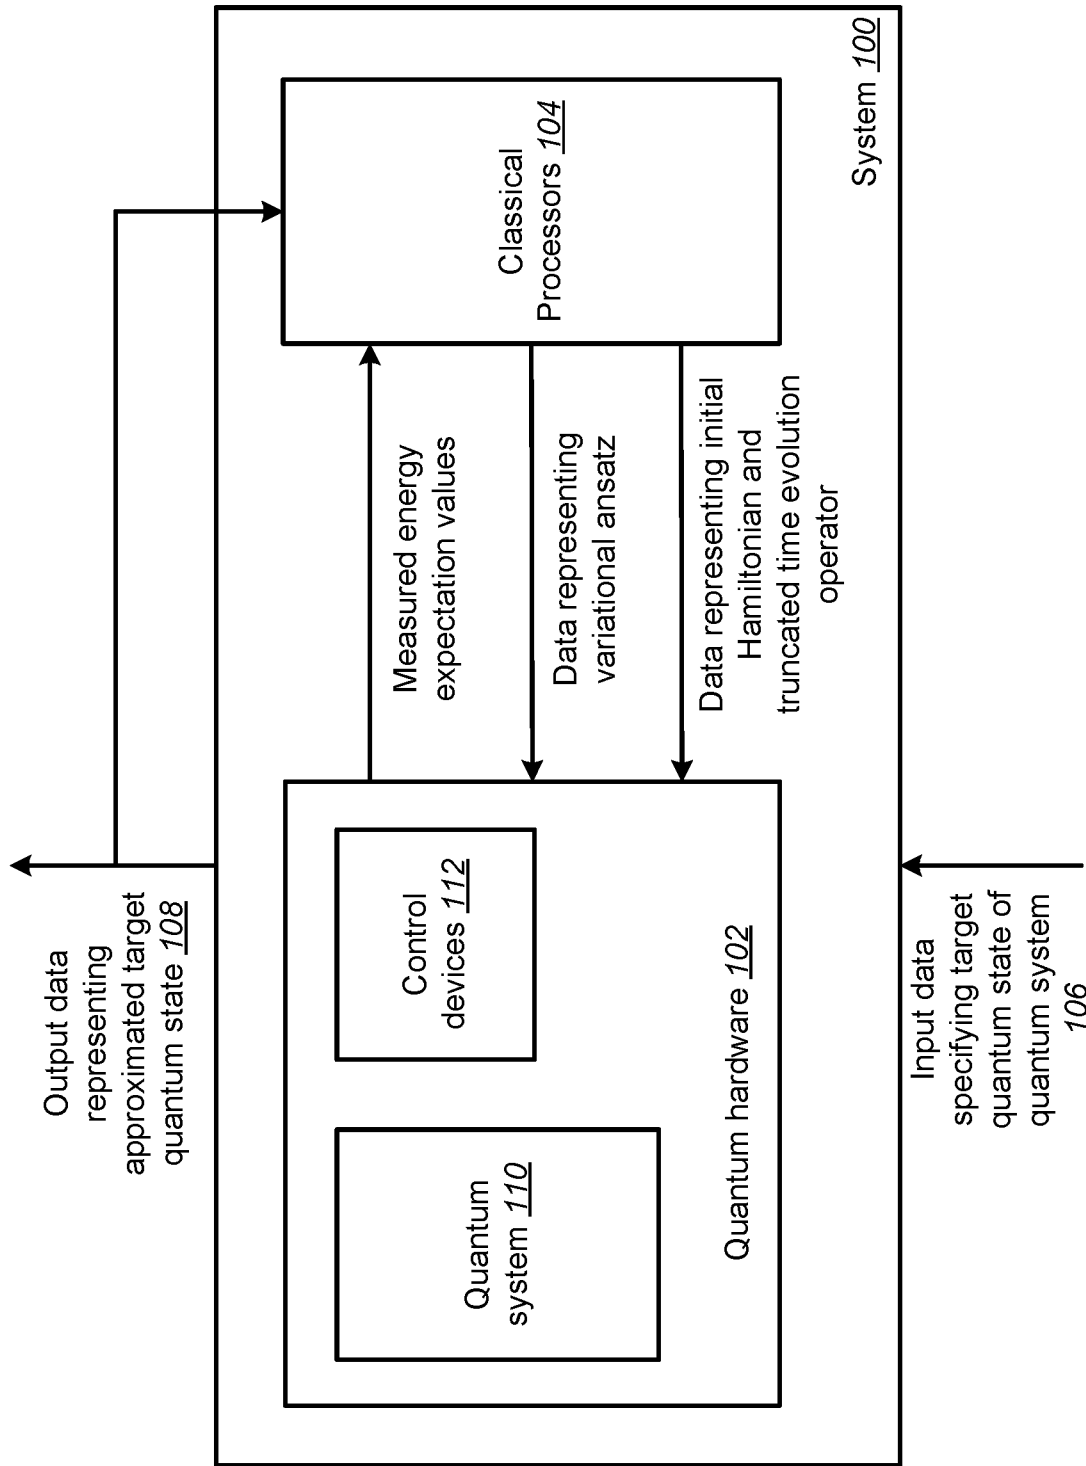 Output data
representing
approximated target
quantum state 108
Quantum
system 110
Control
devices 112
Quantum hardware 102
Measured energy
expectation values
Data representing
variational ansatz
Data representing initial
Hamiltonian and
truncated time evolution
operator
Classical
Processors 104
System 100
Input data
specifying target
quantum state of
quantum system
106